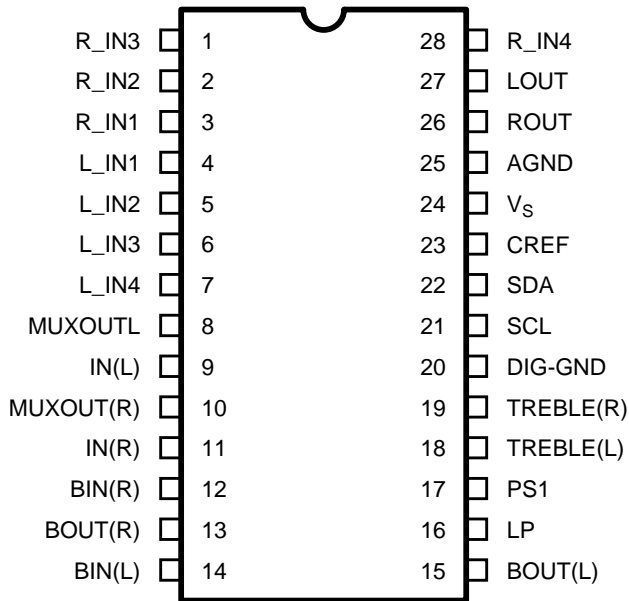 R_IN3 1 28 R_IN4
R_IN2 2 27 LOUT
R_IN1 3 26 ROUT
L_IN1 4 25 AGND
L_IN2 5 24 VS
L_IN3 6 23 CREF
L_IN4 7 22 SDA
MUXOUTL 8 21 SCL
IN(L) 9 20 DIG-GND
MUXOUT(R) 10 19 TREBLE(R)
IN(R) 11 18 TREBLE(L)
BIN(R) 12 17 PS1
BOUT(R) 13 16 LP
BIN(L) 14 15 BOUT(L)